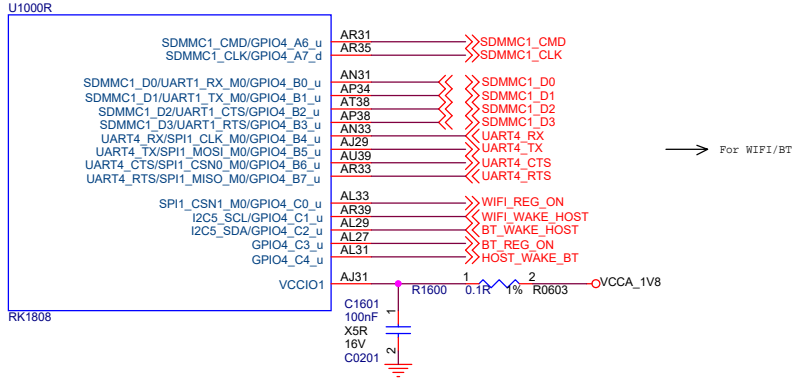 U1000R
SDMMC1_CMD/GPIO4_A6_u AR31 SDMMC1_CMD
SDMMC1_CLK/GPIO4_A7_d AR35 SDMMC1_CLK
SDMMC1_D0/UART1_RX_M0/GPIO4_B0_u AN31 SDMMC1_D0
SDMMC1_D1/UART1_TX_M0/GPIO4_B1_u AP34 SDMMC1_D1
SDMMC1_D2/UART1_CTS/GPIO4_B2_u AT38 SDMMC1_D2
SDMMC1_D3/UART1_RTS/GPIO4_B3_u AP38 SDMMC1_D3
UART4_RX/SPI1_CLK_M0/GPIO4_B4_u AN33 UART4_RX
UART4_TX/SPI1_MOSI_M0/GPIO4_B5_u AJ29 UART4_TX
UART4_CTS/SPI1_CSN0_M0/GPIO4_B6_u AU39 UART4_CTS
UART4_RTS/SPI1_MISO_M0/GPIO4_B7_u AR33 UART4_RTS
For WIFI/BT
SPI1_CSN1_M0/GPIO4_C0_u AL33 WIFI_REG_ON
I2C5_SCL/GPIO4_C1_u AR39 WIFI_WAKE_HOST
I2C5_SDA/GPIO4_C2_u AL29 BT_WAKE_HOST
GPIO4_C3_u AL27 BT_REG_ON
GPIO4_C4_u AL31 HOST_WAKE_BT
VCCIO1 AJ31 1 2 VCCA_1V8
R1600 0.1R 1% R0603
RK1808
C1601 1
100nF
X5R
16V
C0201 2